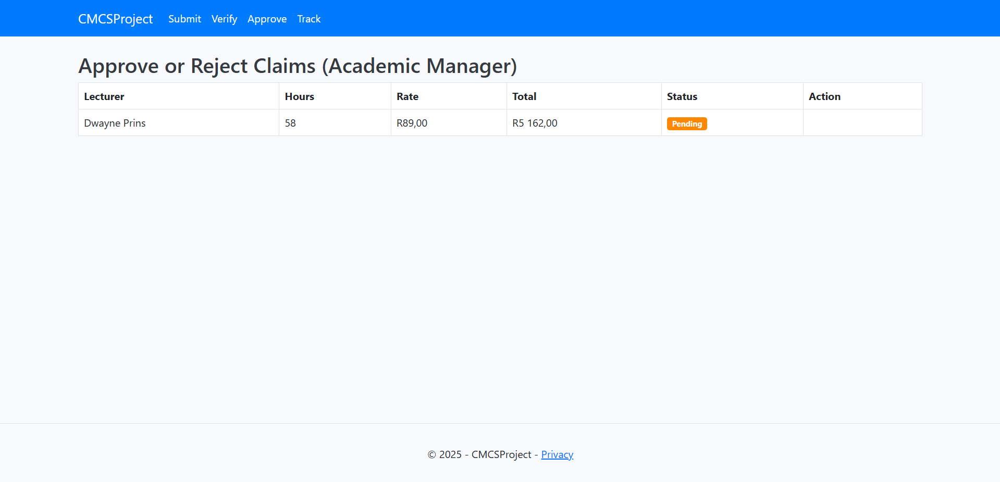 CMCSProject Submit Verify Approve Track
Approve or Reject Claims (Academic Manager)
Lecturer Hours Rate Total Status Action
Dwayne Prins 58 R89,00 R5 162,00 Pending
© 2025 - CMCSProject - Privacy